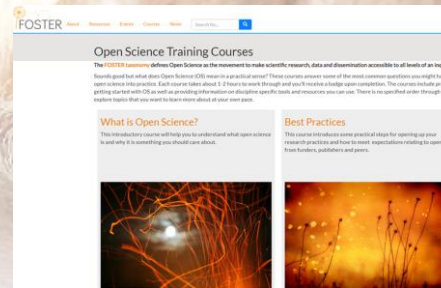 FOSTER About Resources Events Courses News Search for...
Open Science Training Courses
The FOSTER taxonomy defines Open Science as the movement to make scientific research, data and dissemination accessible to all levels of an inq
Sounds good but what does Open Science (OS) mean in a practical sense? These courses answer some of the most common questions you might
open science into practice. Each course takes about 1-2 hours to work through and you'll receive a badge upon completion. The courses include
getting started with OS as well as providing information on discipline specific tools and resources you can use. There is no specified order through
explore topics that you want to learn more about at your own pace.
What is Open Science?
This introductory course will help you to understand what open science
is and why it is something you should care about.
Best Practices
This course introduces some practical steps for opening up your
research practices and how to meet expectations relating to open
from funders, publishers and peers.